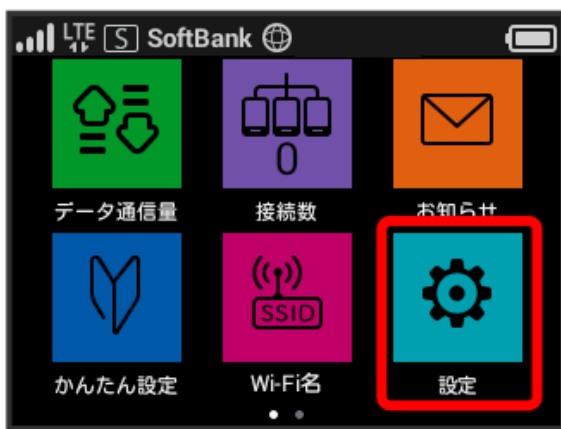 LTE S SoftBank
データ通信量 接続数 お知らせ
0
SSID
かんたん設定 Wi-Fi名 設定